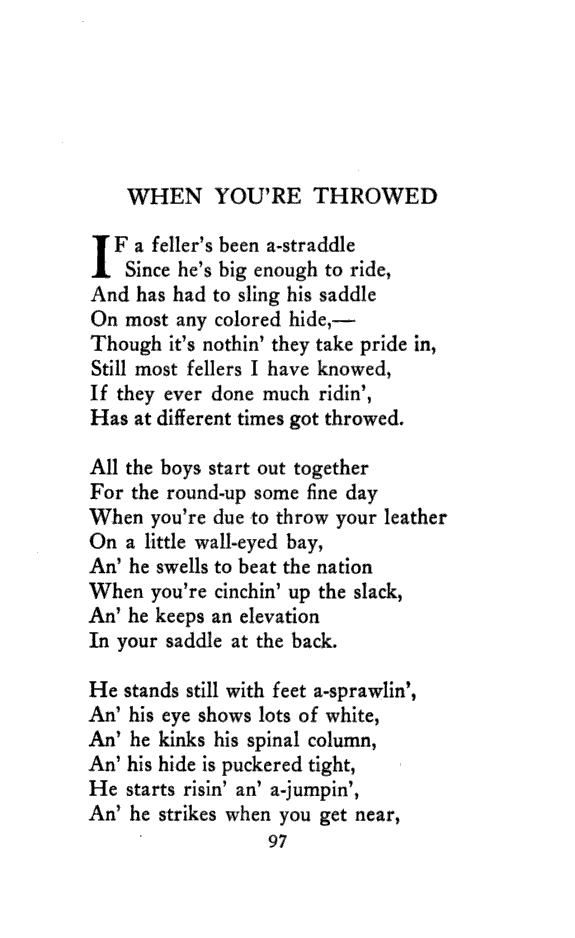 WHEN YOU'RE THROWED
IF a feller's been a-straddle
Since he's big enough to ride,
And has had to sling his saddle
On most any colored hide,—
Though it's nothin' they take pride in,
Still most fellers I have knowed,
If they ever done much ridin',
Has at different times got throwed.

All the boys start out together
For the round-up some fine day
When you're due to throw your leather
On a little wall-eyed bay,
An' he swells to beat the nation
When you're cinchin' up the slack,
An' he keeps an elevation
In your saddle at the back.

He stands still with feet a-sprawlin',
An' his eye shows lots of white,
An' he kinks his spinal column,
An' his hide is puckered tight,
He starts risin' an' a-jumpin',
An' he strikes when you get near,
97